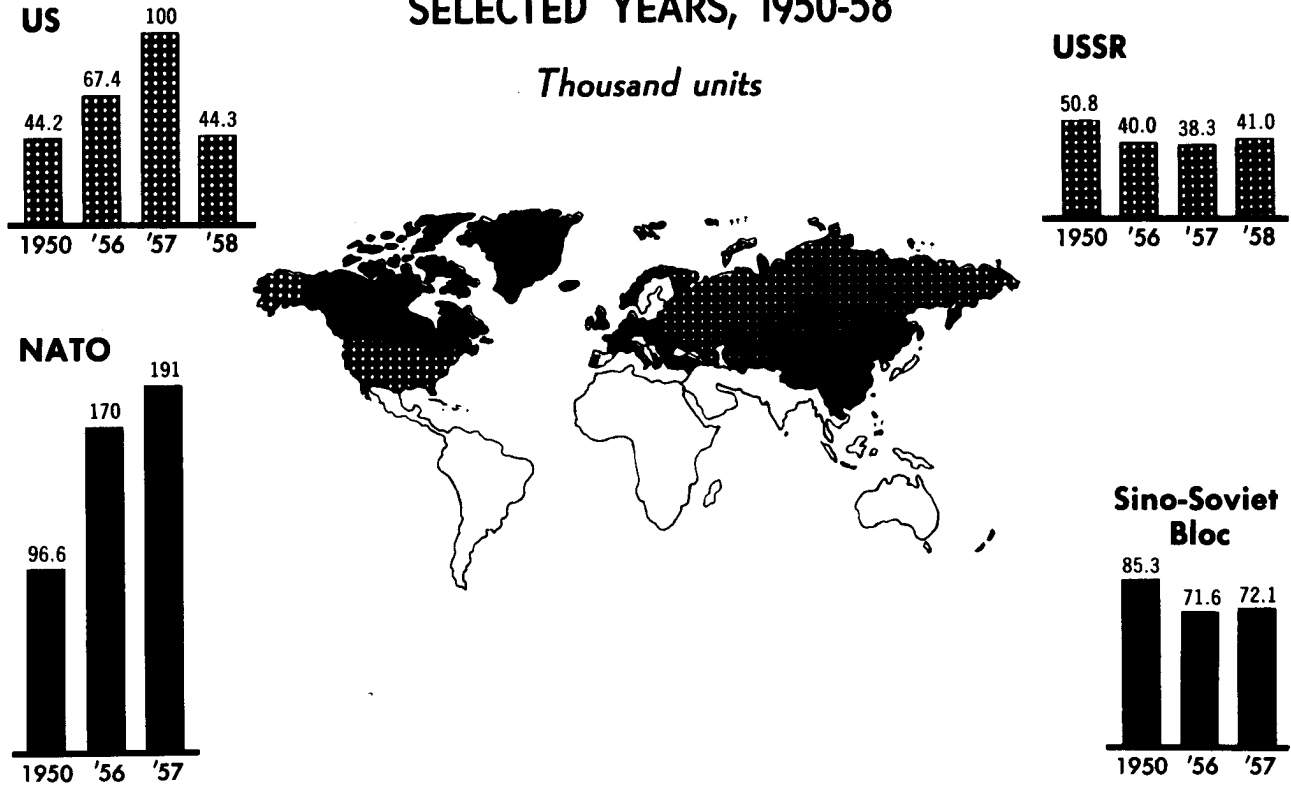 SELECTED YEARS, 1950-58
Thousand units
US
44.2 67.4 100 44.3
1950 '56 '57 '58
USSR
50.8 40.0 38.3 41.0
1950 '56 '57 '58
NATO
96.6 170 191
1950 '56 '57
Sino-Soviet
Bloc
85.3 71.6 72.1
1950 '56 '57